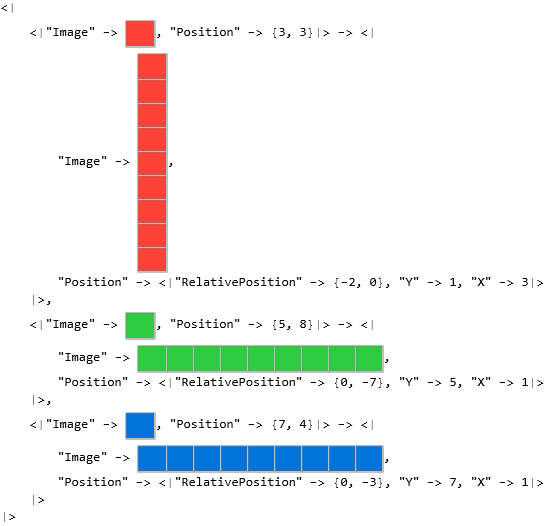 <|
<|"Image" -> , "Position" -> {3, 3}|> -> <|
"Image" -> ,
"Position" -> <|"RelativePosition" -> {-2, 0}, "Y" -> 1, "X" -> 3|>
|>,
<|"Image" -> , "Position" -> {5, 8}|> -> <|
"Image" -> ,
"Position" -> <|"RelativePosition" -> {0, -7}, "Y" -> 5, "X" -> 1|>
|>,
<|"Image" -> , "Position" -> {7, 4}|> -> <|
"Image" -> ,
"Position" -> <|"RelativePosition" -> {0, -3}, "Y" -> 7, "X" -> 1|>
|>
|>